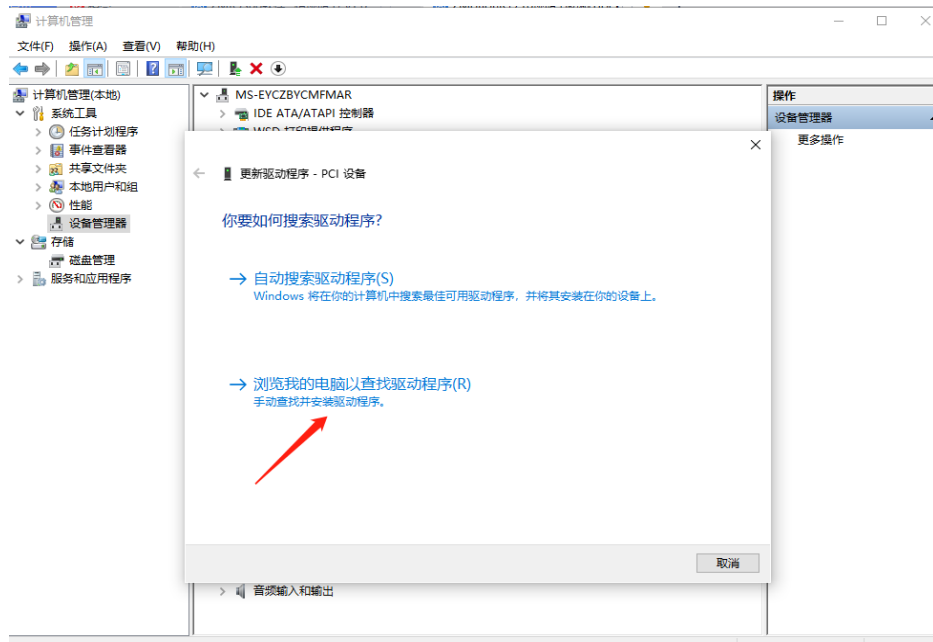 计算机管理
文件(F) 操作(A) 查看(V) 帮助(H)
计算机管理(本地)
系统工具
任务计划程序
事件查看器
共享文件夹
本地用户和组
性能
设备管理器
存储
磁盘管理
服务和应用程序
MS-EYCZBYCMFMAR
IDE ATA/ATAPI 控制器
WSD 打印提供程序
更新驱动程序 - PCI 设备
你要如何搜索驱动程序?
自动搜索驱动程序(S)
Windows 将在你的计算机中搜索最佳可用驱动程序，并将其安装在你的设备上。
浏览我的电脑以查找驱动程序(R)
手动查找并安装驱动程序。
取消
音频输入和输出
操作
设备管理器
更多操作